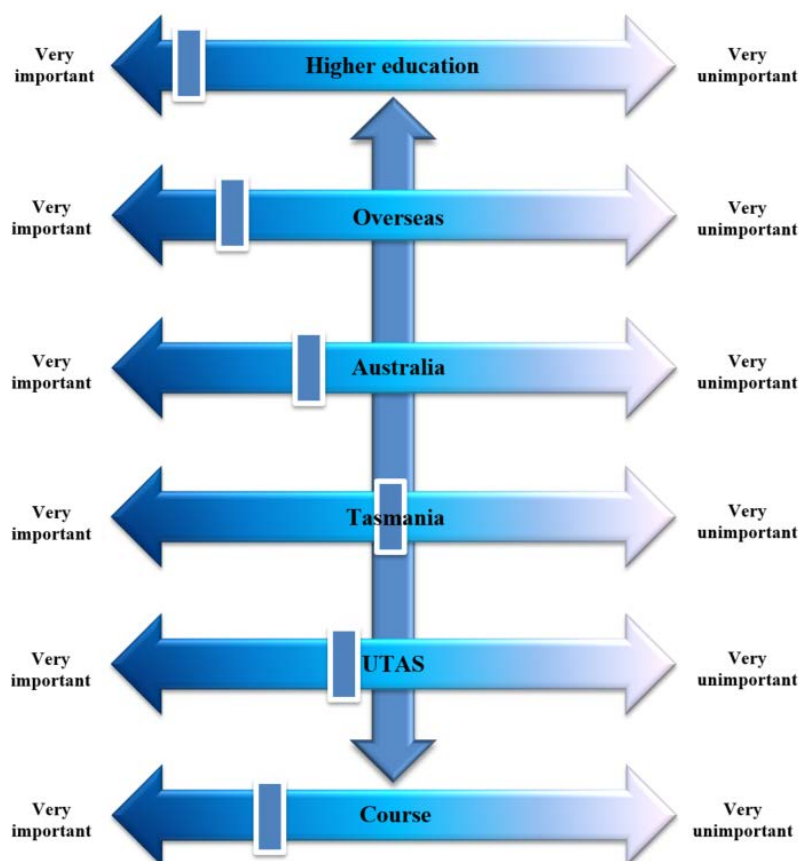 Very
important
Higher education
Very
unimportant
Very
important
Overseas
Very
unimportant
Very
important
Australia
Very
unimportant
Very
important
Tasmania
Very
unimportant
Very
important
UTAS
Very
unimportant
Very
important
Course
Very
unimportant